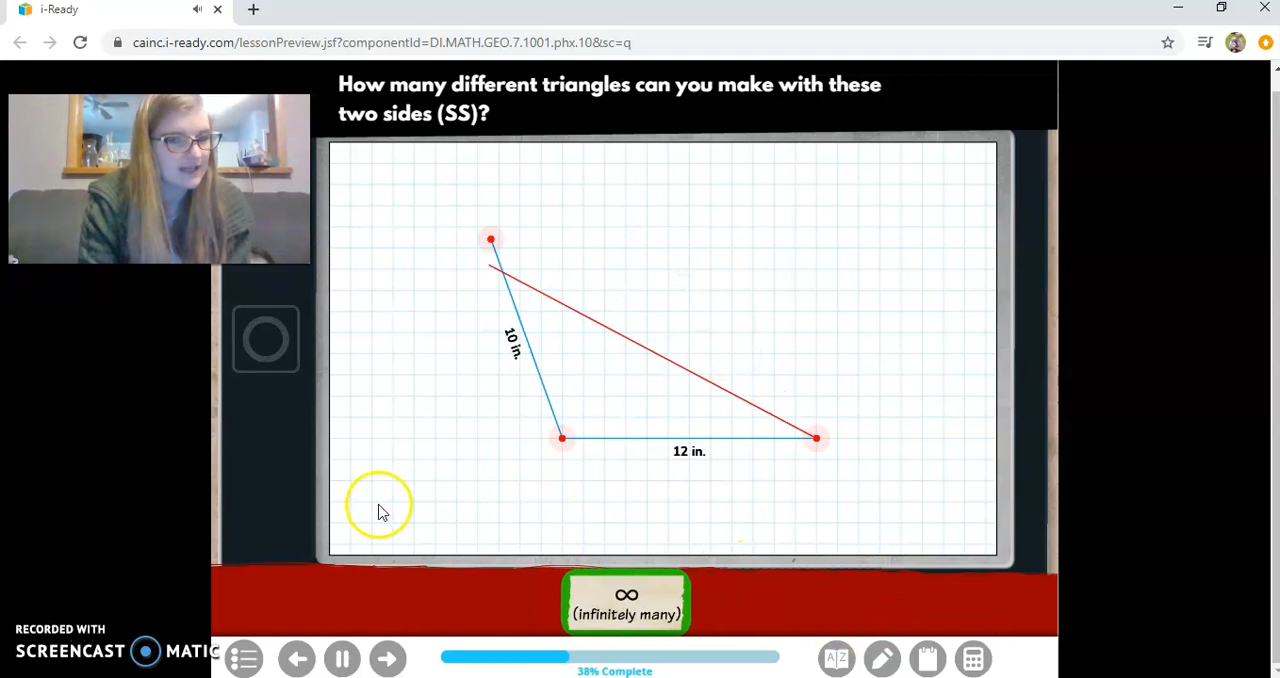 i-Ready
cainc.i-ready.com/lessonPreview.jsf?componentId=DI.MATH.GEO.7.1001.phx.10&sc=q
How many different triangles can you make with these
two sides (SS)?
10 in.
12 in.
∞
(infinitely many)
RECORDED WITH
SCREENCAST MATIC
A Z
38% Complete